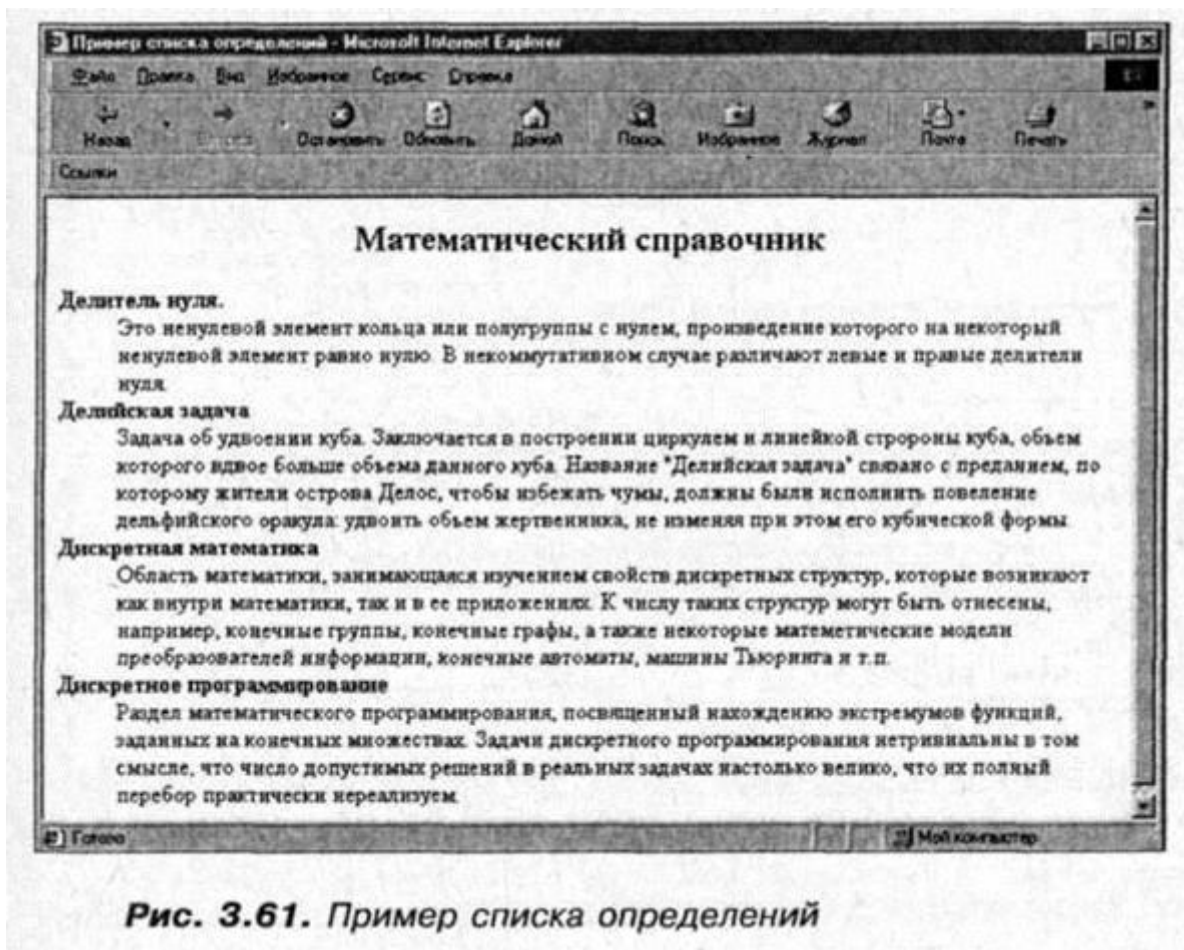 Пример списка определений - Microsoft Internet Explorer
Файл Правка Вид Избранное Сервис Справка
Назад Остановить Обновить Домой Поиск Избранное Журнал Почта Печать
Ссылки
Математический справочник
Делитель нуля.
Это ненулевой элемент кольца или полугруппы с нулем, произведение которого на некоторый
ненулевой элемент равно нулю. В некоммутативном случае различают левые и правые делители
нуля.
Делийская задача
Задача об удвоении куба. Заключается в построении циркулем и линейкой стророны куба, объем
которого вдвое больше объема данного куба. Название "Делийская задача" связано с преданием, по
которому жители острова Делос, чтобы избежать чумы, должны были исполнить повеление
дельфийского оракула: удвоить объем жертвенника, не изменяя при этом его кубической формы.
Дискретная математика
Область математики, занимающаяся изучением свойств дискретных структур, которые возникают
как внутри математики, так и в ее приложениях. К числу таких структур могут быть отнесены,
например, конечные группы, конечные графы, а также некоторые матеметические модели
преобразователей информации, конечные автоматы, машины Тьюринга и т.п.
Дискретное программирование
Раздел математического программирования, посвященный нахождению экстремумов функций,
заданных на конечных множествах. Задачи дискретного программирования нетривиальны в том
смысле, что число допустимых решений в реальных задачах настолько велико, что их полный
перебор практически нереализуем.
Готово Мой компьютер
Рис. 3.61. Пример списка определений